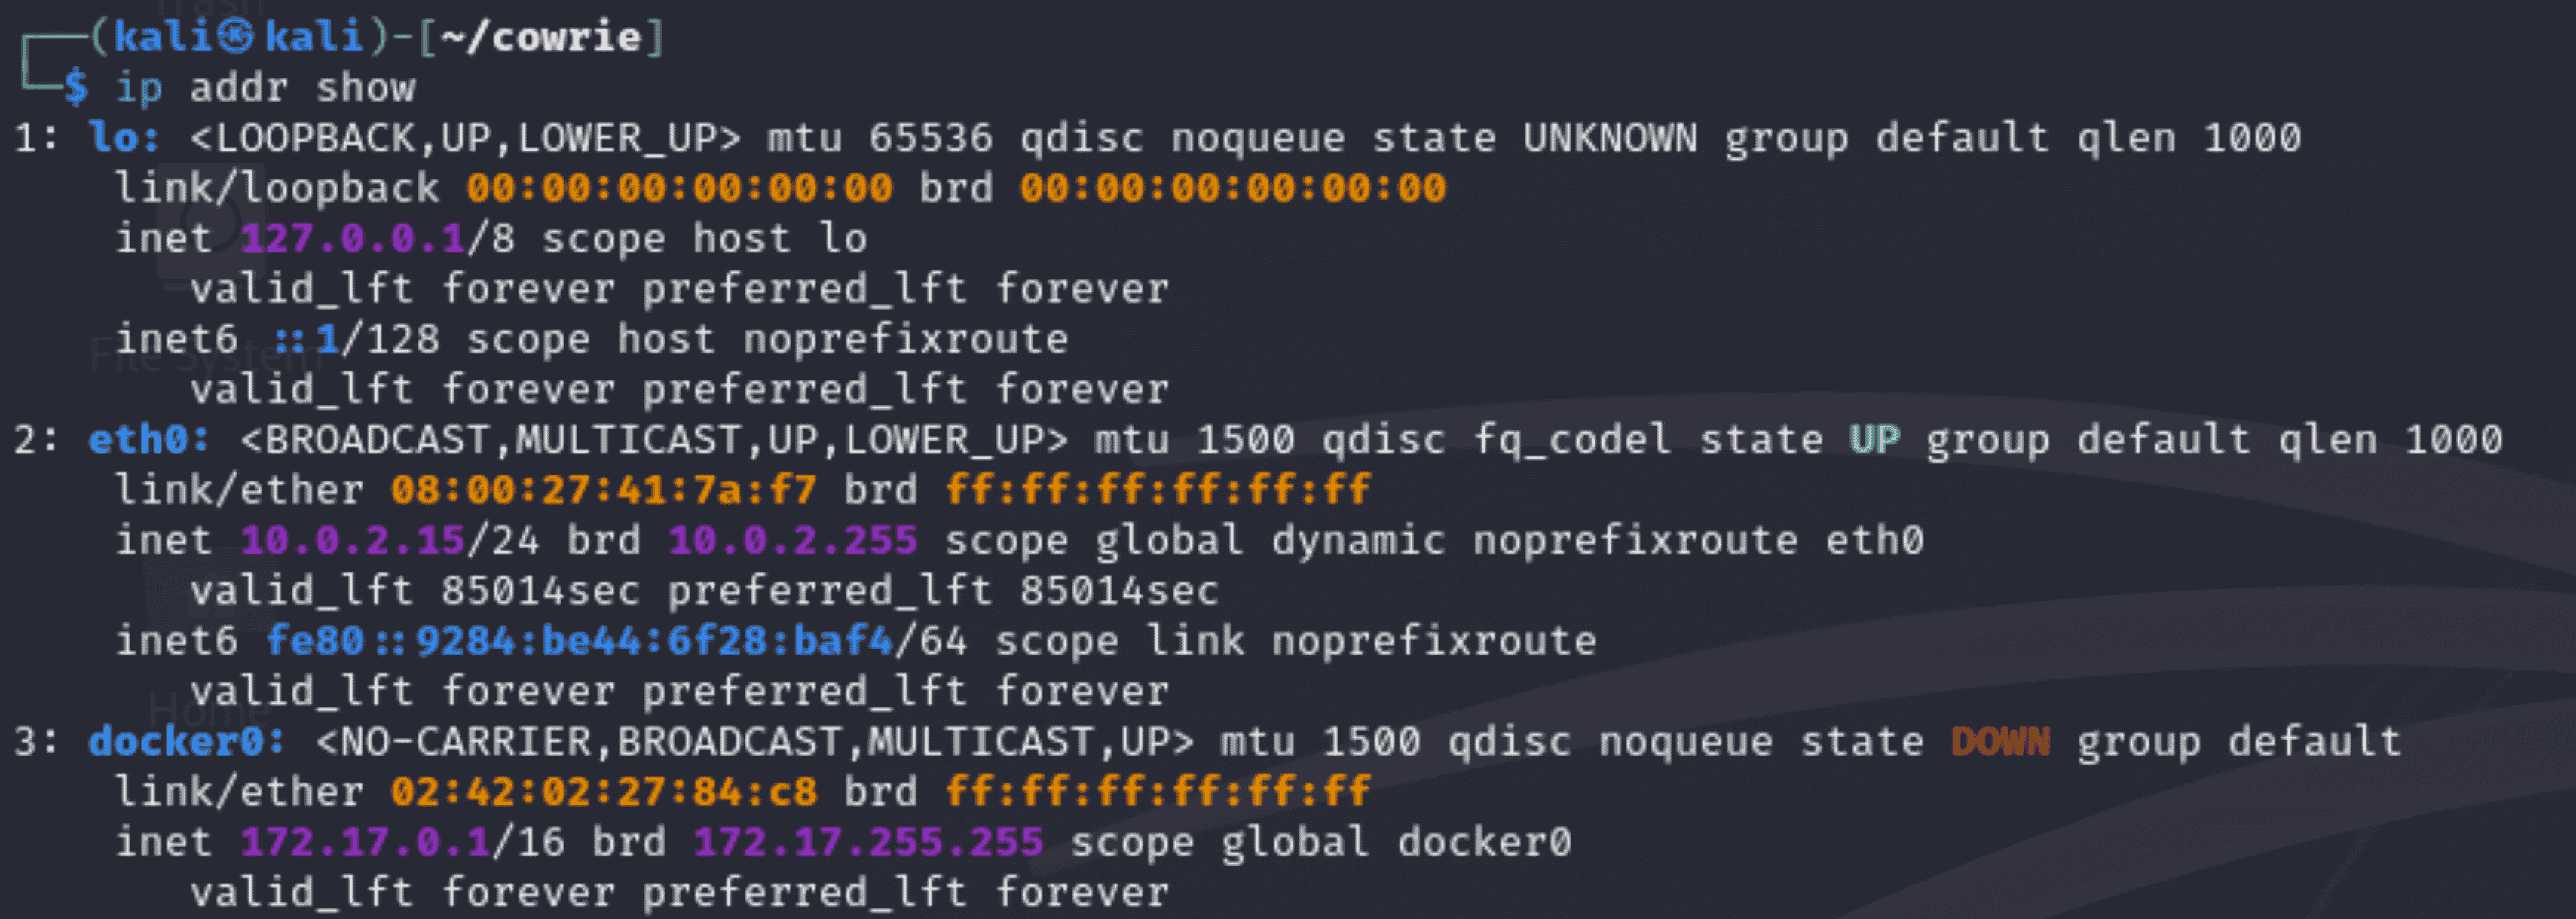 Trash
┌──(kali㉿kali)-[~/cowrie]
└─$ ip addr show
1: lo: <LOOPBACK,UP,LOWER_UP> mtu 65536 qdisc noqueue state UNKNOWN group default qlen 1000
    link/loopback 00:00:00:00:00:00 brd 00:00:00:00:00:00
    inet 127.0.0.1/8 scope host lo
       valid_lft forever preferred_lft forever
    inet6 ::1/128 scope host noprefixroute
File System
       valid_lft forever preferred_lft forever
2: eth0: <BROADCAST,MULTICAST,UP,LOWER_UP> mtu 1500 qdisc fq_codel state UP group default qlen 1000
    link/ether 08:00:27:41:7a:f7 brd ff:ff:ff:ff:ff:ff
    inet 10.0.2.15/24 brd 10.0.2.255 scope global dynamic noprefixroute eth0
       valid_lft 85014sec preferred_lft 85014sec
    inet6 fe80::9284:be44:6f28:baf4/64 scope link noprefixroute
       valid_lft forever preferred_lft forever
Home
3: docker0: <NO-CARRIER,BROADCAST,MULTICAST,UP> mtu 1500 qdisc noqueue state DOWN group default
    link/ether 02:42:02:27:84:c8 brd ff:ff:ff:ff:ff:ff
    inet 172.17.0.1/16 brd 172.17.255.255 scope global docker0
       valid_lft forever preferred_lft forever